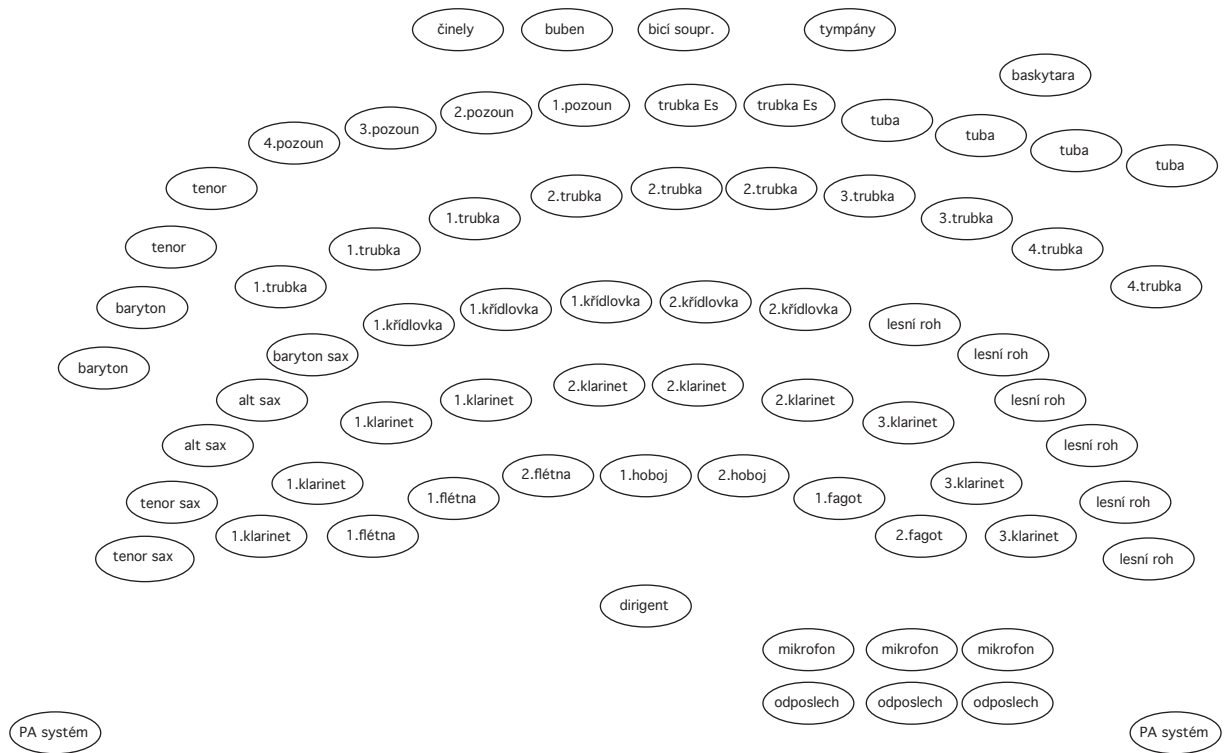 činely
buben
bicí soupr.
tympány
baskytara
4.pozoun
3.pozoun
2.pozoun
1.pozoun
trubka Es
trubka Es
tuba
tuba
tuba
tuba
tenor
tenor
baryton
baryton
1.trubka
1.trubka
1.trubka
2.trubka
2.trubka
2.trubka
3.trubka
3.trubka
4.trubka
4.trubka
baryton sax
1.křídlovka
1.křídlovka
1.křídlovka
2.křídlovka
2.křídlovka
lesní roh
lesní roh
lesní roh
lesní roh
lesní roh
lesní roh
alt sax
alt sax
tenor sax
tenor sax
1.klarinet
1.klarinet
1.klarinet
1.klarinet
2.klarinet
2.klarinet
2.klarinet
3.klarinet
3.klarinet
3.klarinet
1.flétna
1.flétna
2.flétna
1.hoboj
2.hoboj
1.fagot
2.fagot
dirigent
mikrofon
mikrofon
mikrofon
odposlech
odposlech
odposlech
PA systém
PA systém